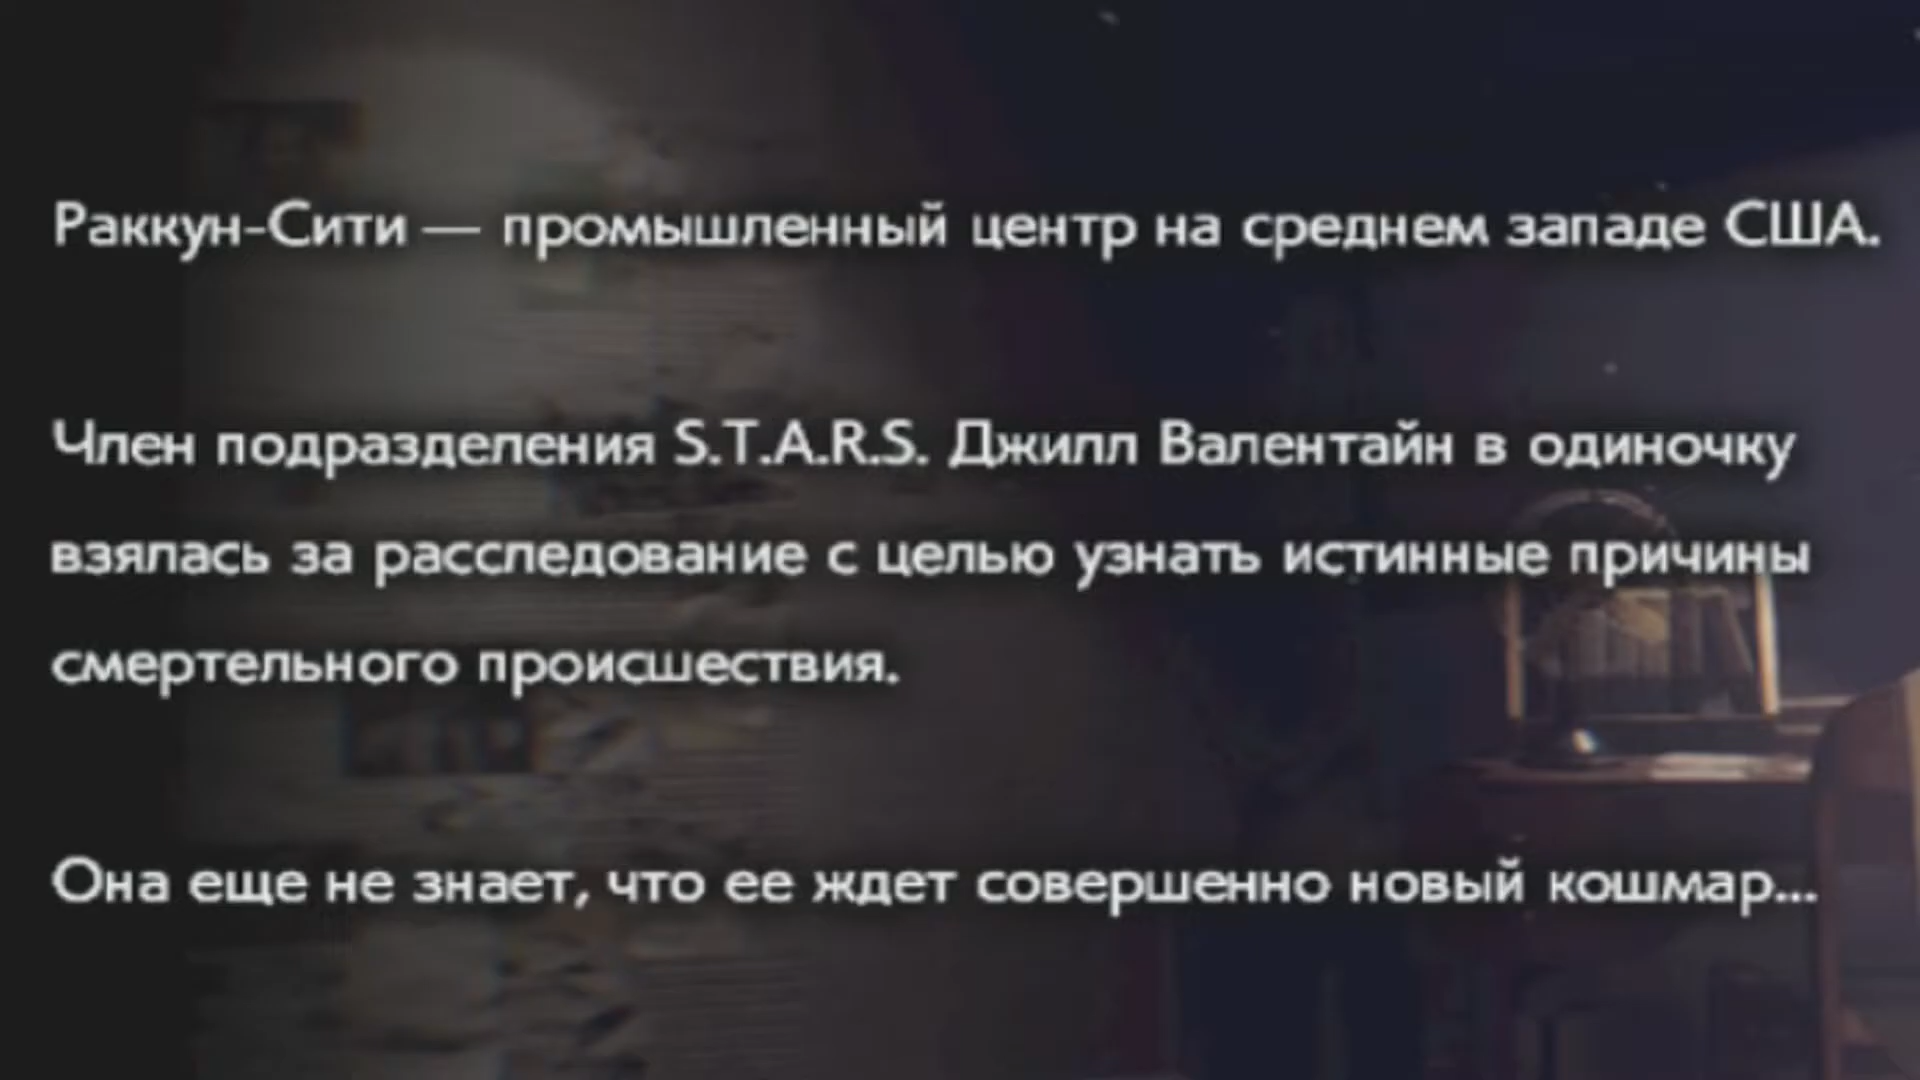 Раккун-Сити — промышленный центр на среднем западе США.
Член подразделения S.T.A.R.S. Джилл Валентайн в одиночку
взялась за расследование с целью узнать истинные причины
смертельного происшествия.
Она еще не знает, что ее ждет совершенно новый кошмар...